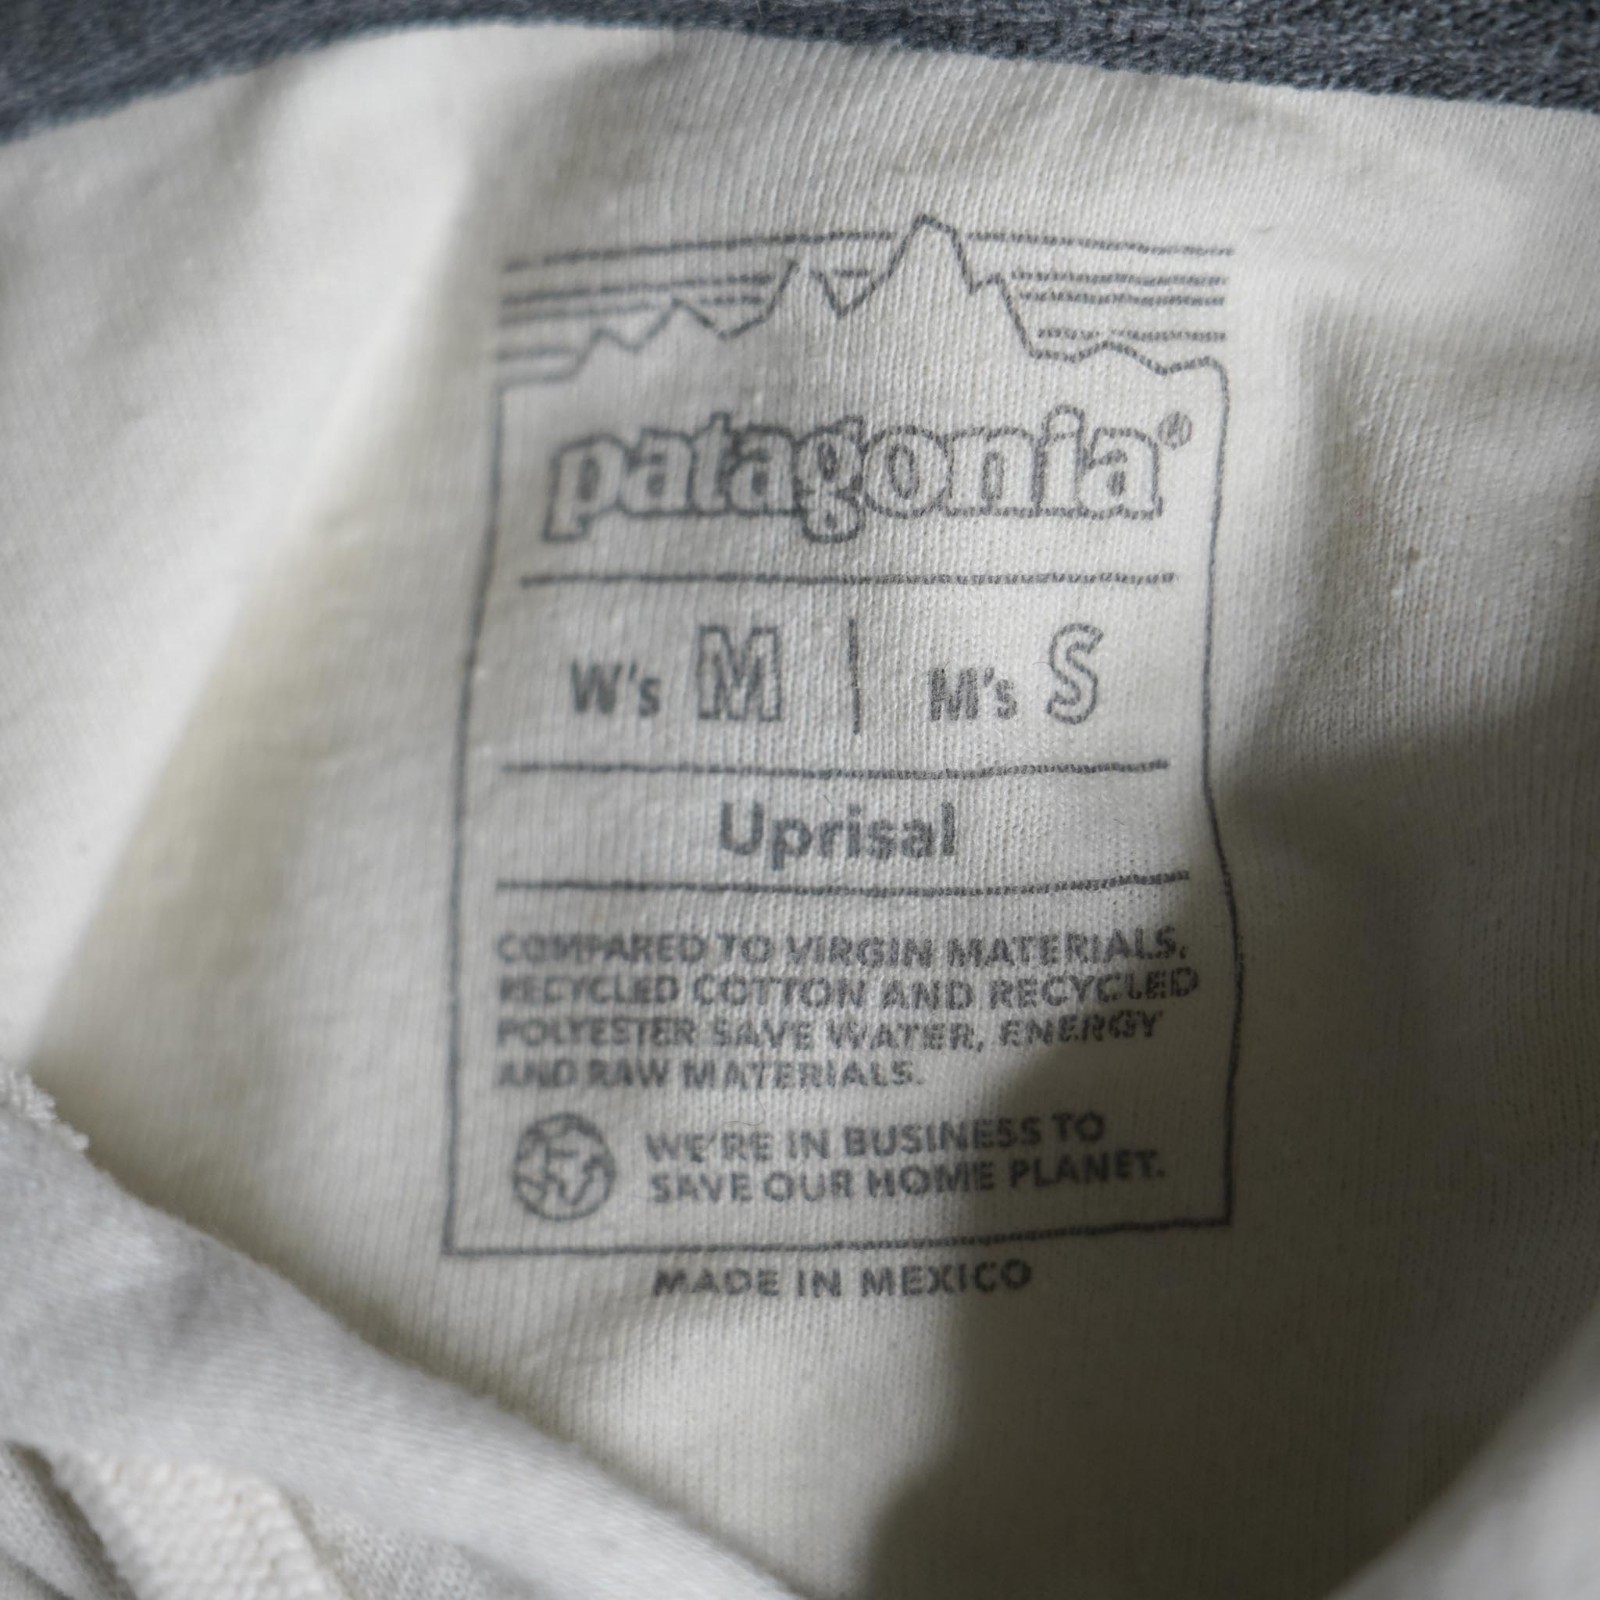 patagonia®
W's M | M's S
Uprisal
COMPARED TO VIRGIN MATERIALS,
RECYCLED COTTON AND RECYCLED
POLYESTER SAVE WATER, ENERGY
AND RAW MATERIALS.
WE'RE IN BUSINESS TO
SAVE OUR HOME PLANET.
MADE IN MEXICO